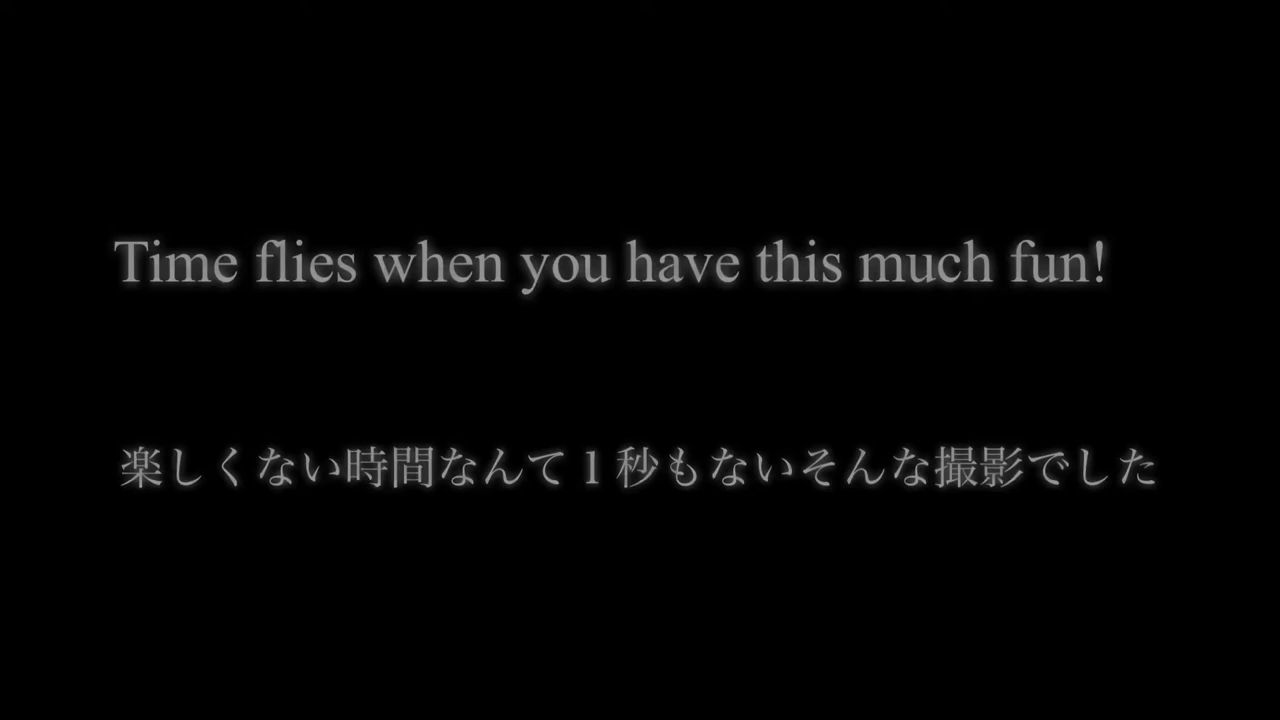 Time flies when you have this much fun!
楽しくない時間なんて１秒もないそんな撮影でした